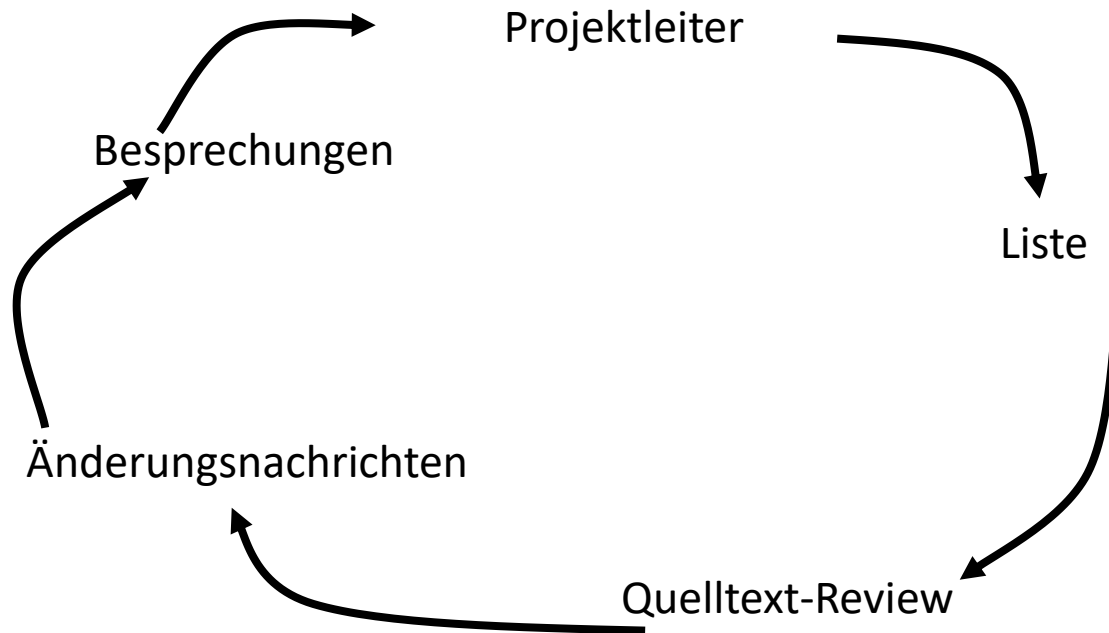 Projektleiter
Besprechungen
Liste
Änderungsnachrichten
Quelltext-Review